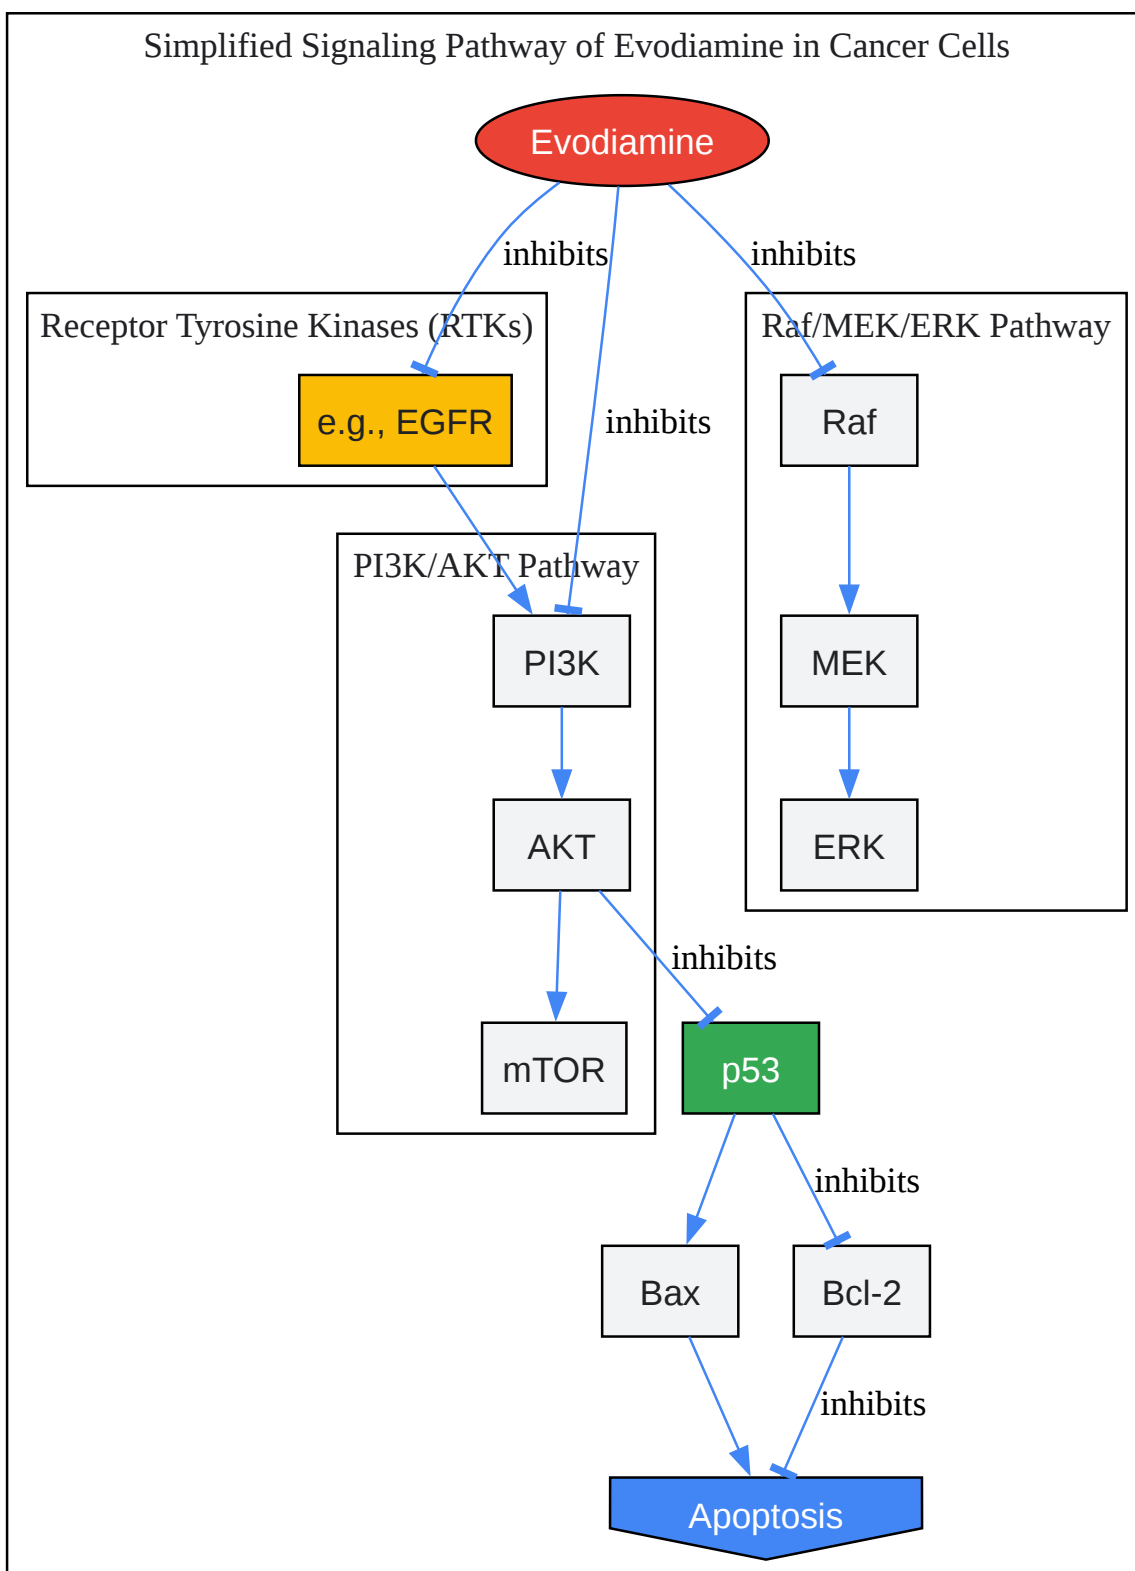 Simplified Signaling Pathway of Evodiamine in Cancer Cells
Evodiamine
inhibits
inhibits
Receptor Tyrosine Kinases (RTKs)
Raf/MEK/ERK Pathway
e.g., EGFR
inhibits
Raf
PI3K/AKT Pathway
PI3K
MEK
AKT
ERK
inhibits
mTOR
p53
inhibits
Bax
Bcl-2
inhibits
Apoptosis